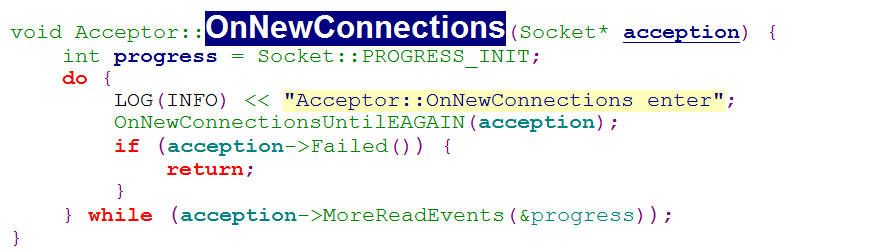 void Acceptor::OnNewConnections(Socket* acception) {
    int progress = Socket::PROGRESS_INIT;
    do {
        LOG(INFO) << "Acceptor::OnNewConnections enter";
        OnNewConnectionsUntilEAGAIN(acception);
        if (acception->Failed()) {
            return;
        }
    } while (acception->MoreReadEvents(&progress));
}